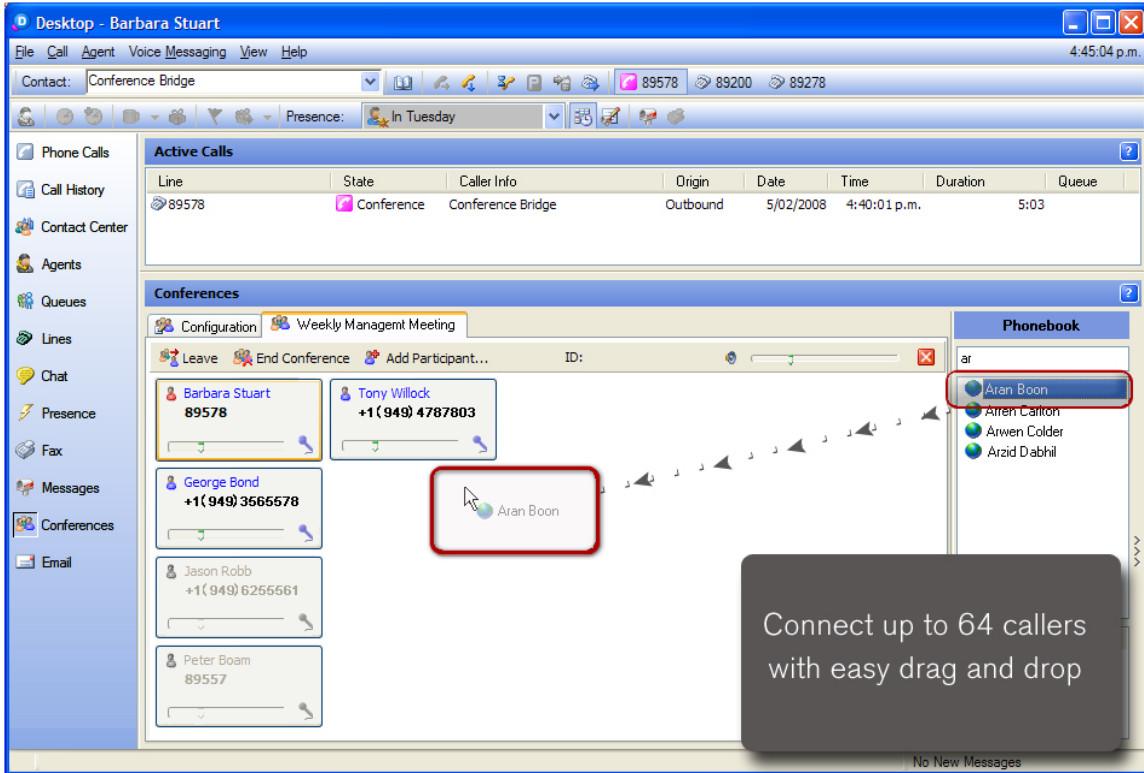 Desktop - Barbara Stuart
File Call Agent Voice Messaging View Help 4:45:04 p.m.
Contact: Conference Bridge 89578 89200 89278
Presence: In Tuesday
Phone Calls
Call History
Contact Center
Agents
Queues
Lines
Chat
Presence
Fax
Messages
Conferences
Email
Active Calls ?
Line State Caller Info Origin Date Time Duration Queue
89578 Conference Conference Bridge Outbound 5/02/2008 4:40:01 p.m. 5:03
Conferences ?
Configuration Weekly Managemt Meeting
Leave End Conference Add Participant... ID:
Barbara Stuart
89578
Tony Willock
+1(949)4787803
George Bond
+1(949)3565578
Aran Boon
Jason Robb
+1(949)6255561
Peter Boam
89557
Phonebook
ar
Aran Boon
Arren Carlton
Arwen Colder
Arzid Dabhil
Connect up to 64 callers
with easy drag and drop
No New Messages